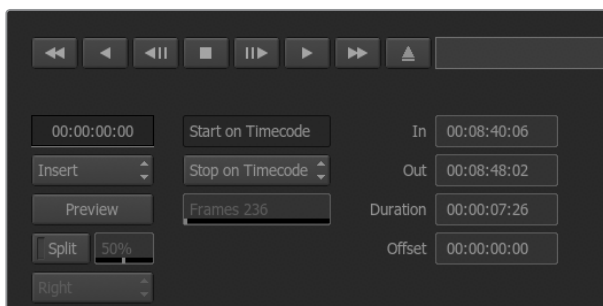 00:00:00:00 Start on Timecode In 00:08:40:06
Insert Stop on Timecode Out 00:08:48:02
Preview Frames 236 Duration 00:00:07:26
Split 50% Offset 00:00:00:00
Right